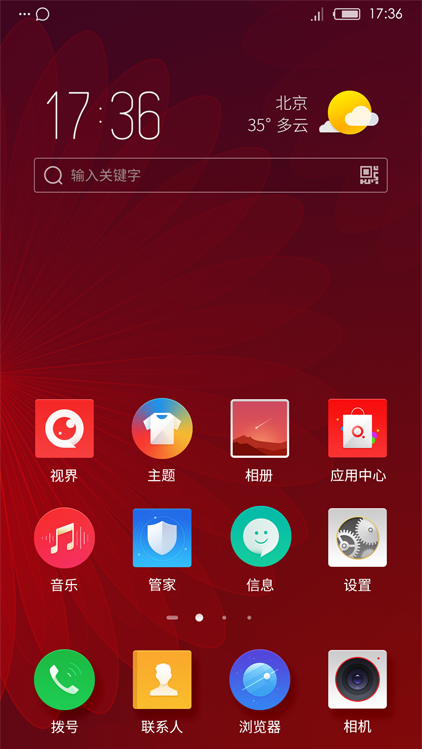 17:36
17:36
北京
35° 多云
输入关键字
视界 主题 相册 应用中心
音乐 管家 信息 设置
拨号 联系人 浏览器 相机